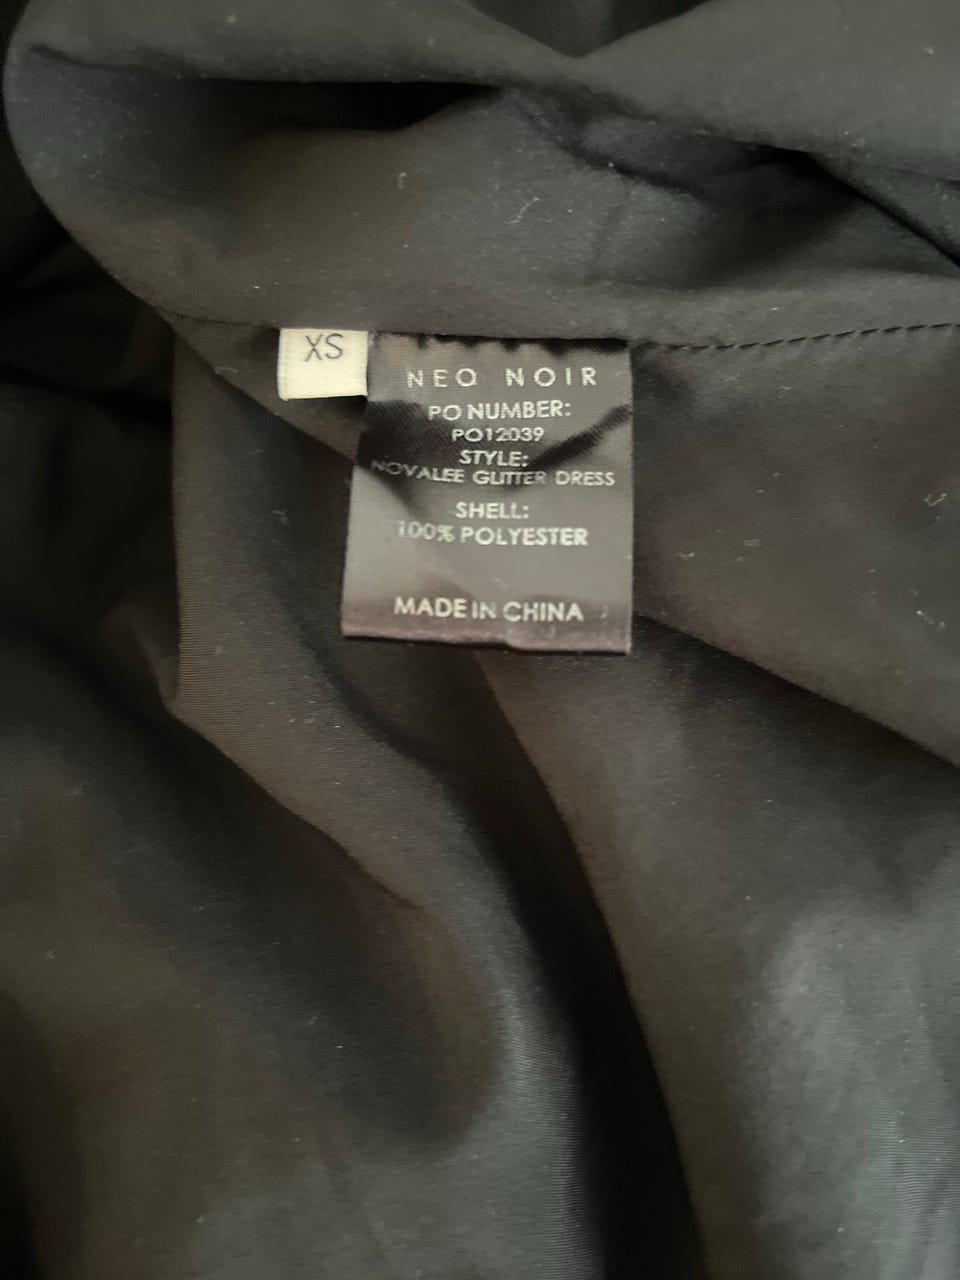 XS
NEO NOIR
PO NUMBER:
PO12039
STYLE:
NOVALEE GLITTER DRESS
SHELL:
100% POLYESTER
MADE IN CHINA